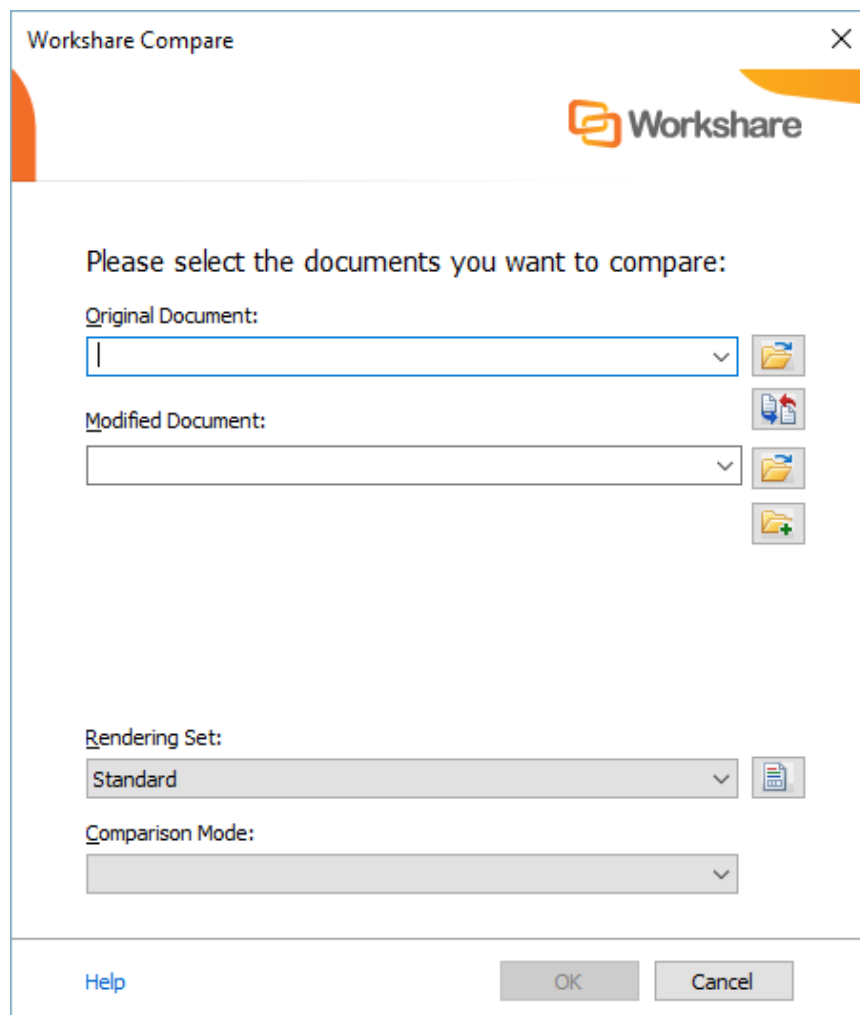 Workshare Compare
Workshare
Please select the documents you want to compare:
Original Document:
Modified Document:
Rendering Set:
Standard
Comparison Mode:
Help
OK
Cancel